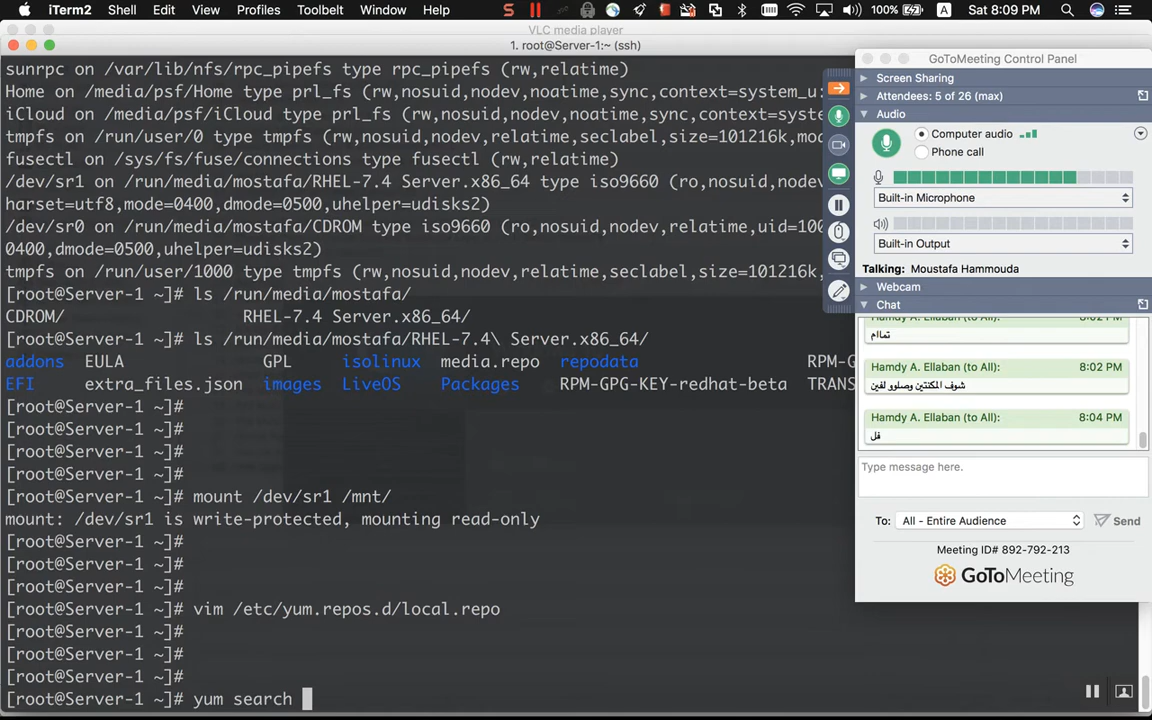 iTerm2 Shell Edit View Profiles Toolbelt Window Help S 100% A Sat 8:09 PM
VLC media player
1. root@Server-1:~ (ssh)
sunrpc on /var/lib/nfs/rpc_pipefs type rpc_pipefs (rw,relatime)
Home on /media/psf/Home type prl_fs (rw,nosuid,nodev,noatime,sync,context=system_u:
iCloud on /media/psf/iCloud type prl_fs (rw,nosuid,nodev,noatime,sync,context=syste
tmpfs on /run/user/0 type tmpfs (rw,nosuid,nodev,relatime,seclabel,size=101216k,mod
fusectl on /sys/fs/fuse/connections type fusectl (rw,relatime)
/dev/sr1 on /run/media/mostafa/RHEL-7.4 Server.x86_64 type iso9660 (ro,nosuid,nodev
harset=utf8,mode=0400,dmode=0500,uhelper=udisks2)
/dev/sr0 on /run/media/mostafa/CDROM type iso9660 (ro,nosuid,nodev,relatime,uid=100
0400,dmode=0500,uhelper=udisks2)
tmpfs on /run/user/1000 type tmpfs (rw,nosuid,nodev,relatime,seclabel,size=101216k,
[root@Server-1 ~]# ls /run/media/mostafa/
CDROM/ RHEL-7.4 Server.x86_64/
[root@Server-1 ~]# ls /run/media/mostafa/RHEL-7.4\ Server.x86_64/
addons EULA GPL isolinux media.repo repodata RPM-G
EFI extra_files.json images LiveOS Packages RPM-GPG-KEY-redhat-beta TRANS
[root@Server-1 ~]#
[root@Server-1 ~]#
[root@Server-1 ~]#
[root@Server-1 ~]#
[root@Server-1 ~]# mount /dev/sr1 /mnt/
mount: /dev/sr1 is write-protected, mounting read-only
[root@Server-1 ~]#
[root@Server-1 ~]#
[root@Server-1 ~]#
[root@Server-1 ~]# vim /etc/yum.repos.d/local.repo
[root@Server-1 ~]#
[root@Server-1 ~]#
[root@Server-1 ~]#
[root@Server-1 ~]# yum search
GoToMeeting Control Panel
Screen Sharing
Attendees: 5 of 26 (max)
Audio
Computer audio
Phone call
Built-in Microphone
Built-in Output
Talking: Moustafa Hammouda
Webcam
Chat
Hamdy A. Ellaban (to All): 8:02 PM
تماام
Hamdy A. Ellaban (to All): 8:02 PM
شوف المكنتين وصلوو لفين
Hamdy A. Ellaban (to All): 8:04 PM
قل
Type message here.
To: All - Entire Audience Send
Meeting ID# 892-792-213
GoToMeeting